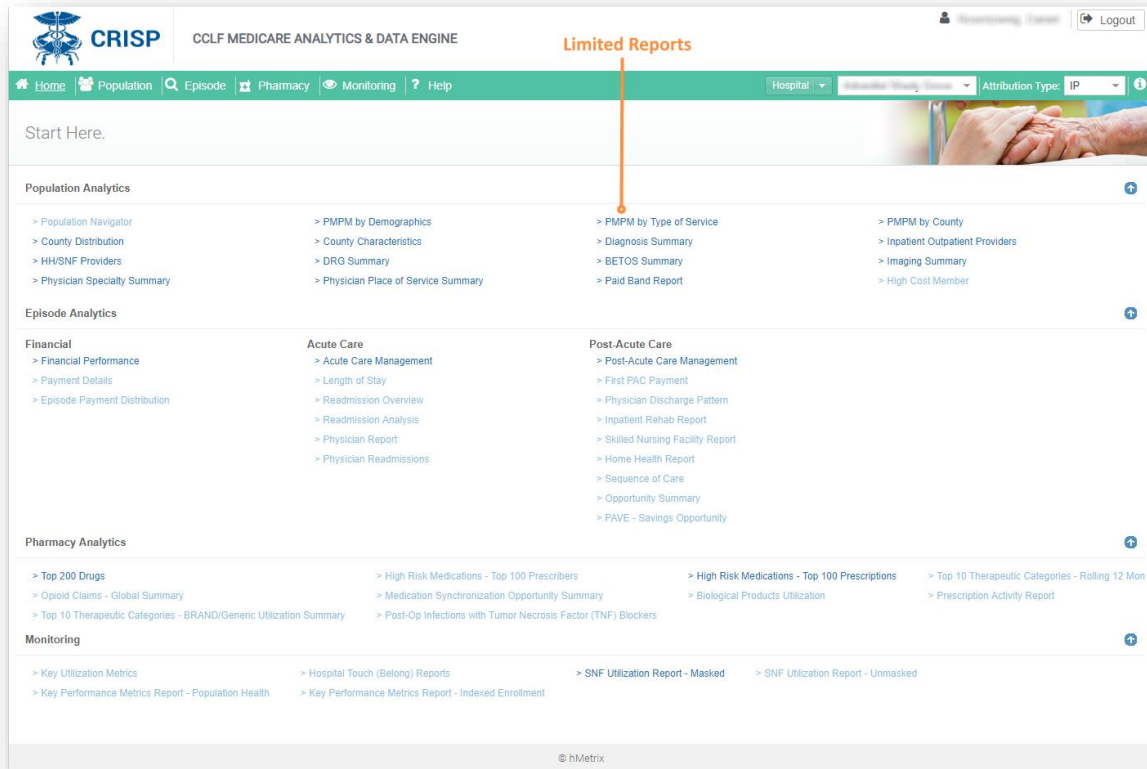 CRISP
CCLF MEDICARE ANALYTICS & DATA ENGINE
Limited Reports
Logout
Home Population Episode Pharmacy Monitoring ? Help Hospital Attribution Type: IP
Start Here.
Population Analytics
> Population Navigator > PMPM by Demographics > PMPM by Type of Service > PMPM by County
> County Distribution > County Characteristics > Diagnosis Summary > Inpatient Outpatient Providers
> HH/SNF Providers > DRG Summary > BETOS Summary > Imaging Summary
> Physician Specialty Summary > Physician Place of Service Summary > Paid Band Report > High Cost Member
Episode Analytics
Financial Acute Care Post-Acute Care
> Financial Performance > Acute Care Management > Post-Acute Care Management
> Payment Details > Length of Stay > First PAC Payment
> Episode Payment Distribution > Readmission Overview > Physician Discharge Pattern
> Readmission Analysis > Inpatient Rehab Report
> Physician Report > Skilled Nursing Facility Report
> Physician Readmissions > Home Health Report
> Sequence of Care
> Opportunity Summary
> PAVE - Savings Opportunity
Pharmacy Analytics
> Top 200 Drugs > High Risk Medications - Top 100 Prescribers > High Risk Medications - Top 100 Prescriptions > Top 10 Therapeutic Categories - Rolling 12 Mon
> Opioid Claims - Global Summary > Medication Synchronization Opportunity Summary > Biological Products Utilization > Prescription Activity Report
> Top 10 Therapeutic Categories - BRAND/Generic Utilization Summary > Post-Op Infections with Tumor Necrosis Factor (TNF) Blockers
Monitoring
> Key Utilization Metrics > Hospital Touch (Belong) Reports > SNF Utilization Report - Masked > SNF Utilization Report - Unmasked
> Key Performance Metrics Report - Population Health > Key Performance Metrics Report - Indexed Enrollment
© hMetrix